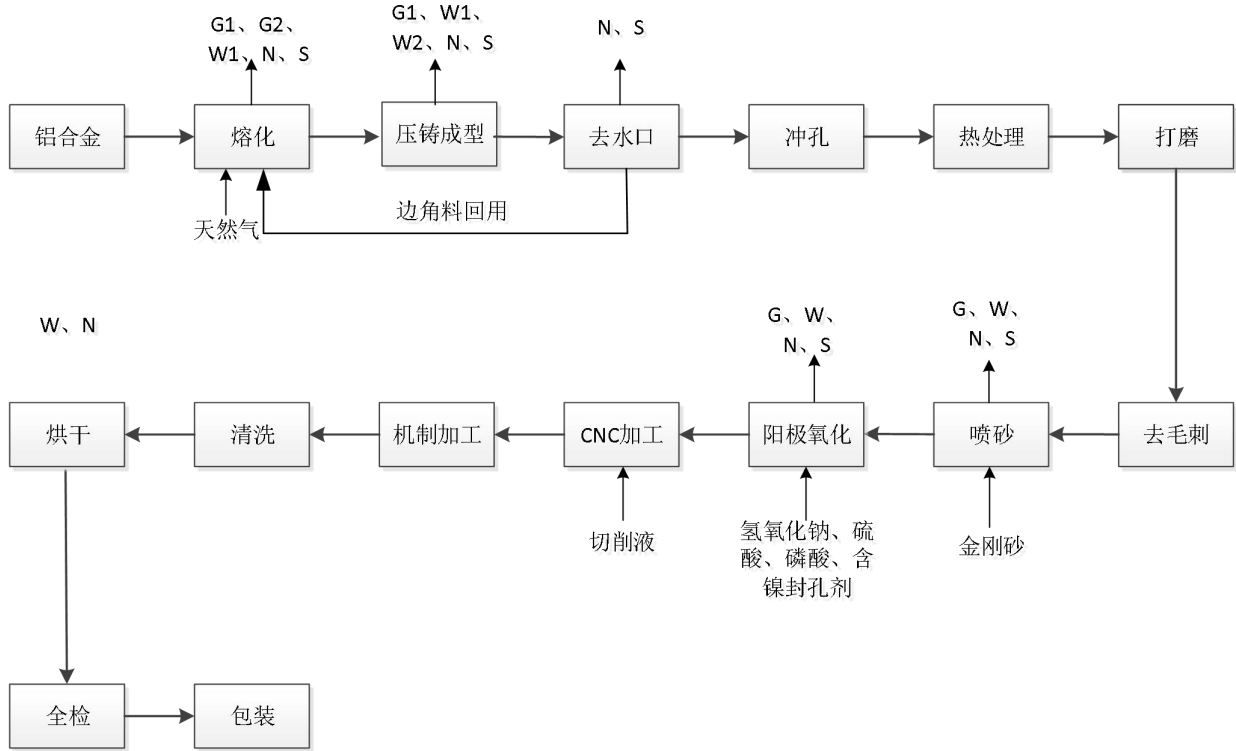 G1、G2、
W1、N、S
G1、W1、
W2、N、S
N、S
铝合金
熔化
压铸成型
去水口
冲孔
热处理
打磨
天然气
边角料回用
W、N
G、W、
N、S
G、W、
N、S
烘干
清洗
机制加工
CNC加工
阳极氧化
喷砂
去毛刺
切削液
氢氧化钠、硫
酸、磷酸、含
镍封孔剂
金刚砂
全检
包装